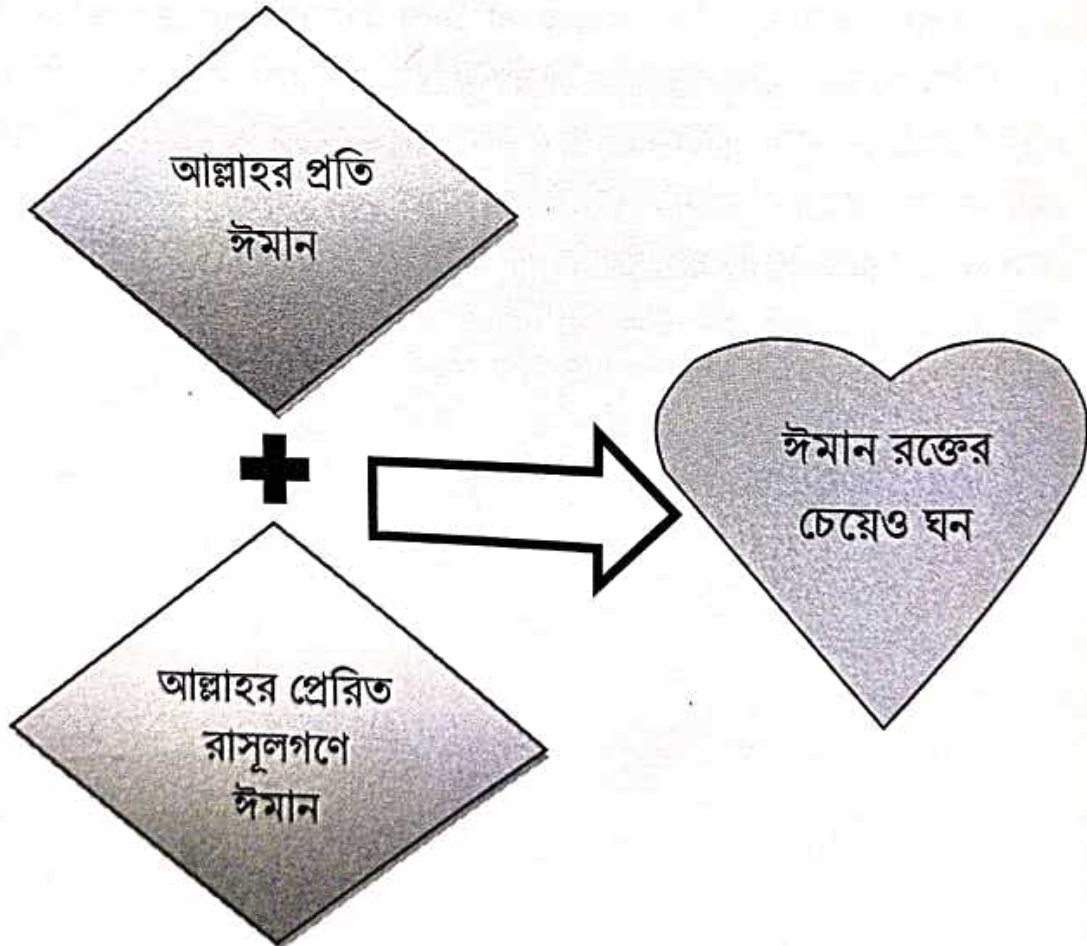 আল্লাহর প্রতি
ঈমান
ঈমান রক্তের
চেয়েও ঘন
আল্লাহর প্রেরিত
রাসূলগণে
ঈমান